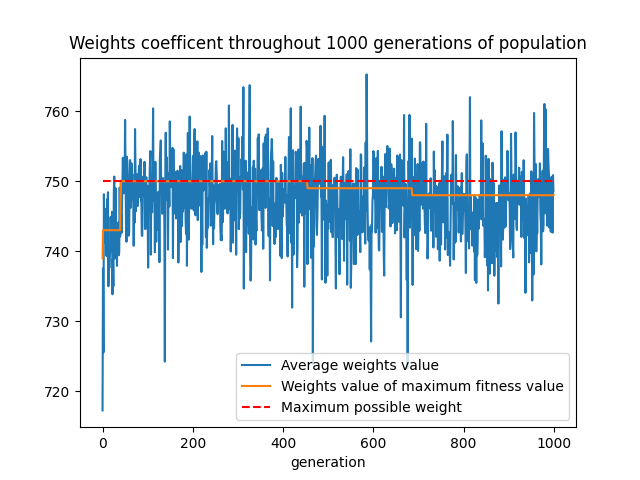 Weights coefficent throughout 1000 generations of population
760
750
740
730
720
0
200
400
600
800
1000
generation
Average weights value
Weights value of maximum fitness value
Maximum possible weight